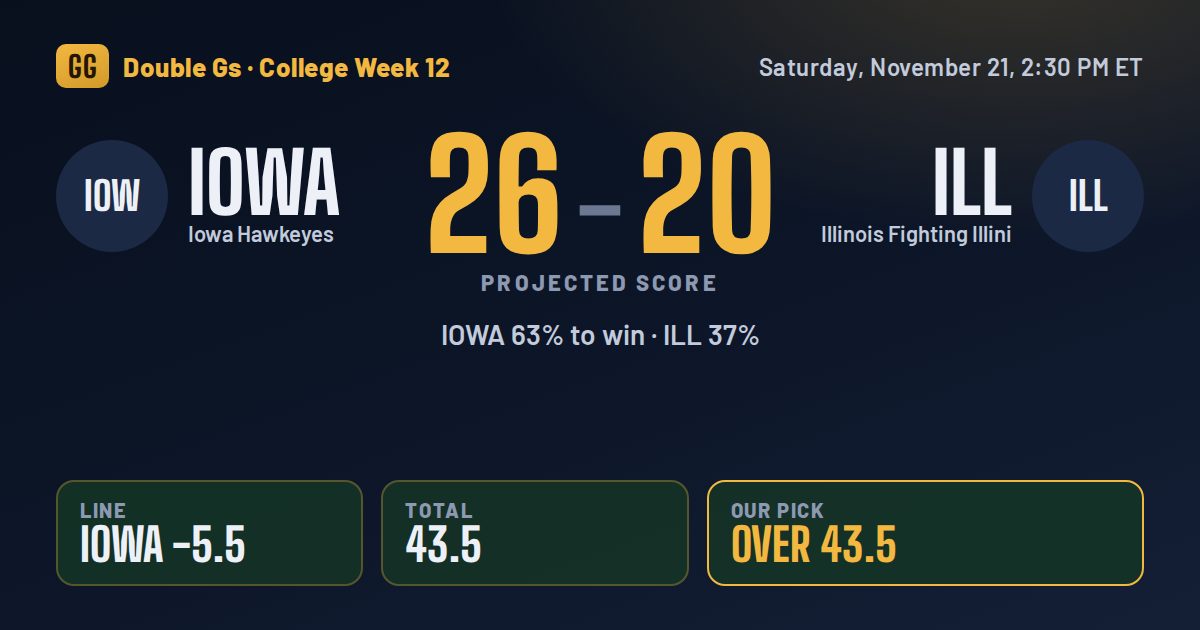 GG Double Gs · College Week 12
Saturday, November 21, 2:30 PM ET
IOW
IOWA
Iowa Hawkeyes
26 – 20
PROJECTED SCORE
IOWA 63% to win · ILL 37%
ILL
Illinois Fighting Illini
ILL
LINE
IOWA −5.5
TOTAL
43.5
OUR PICK
OVER 43.5